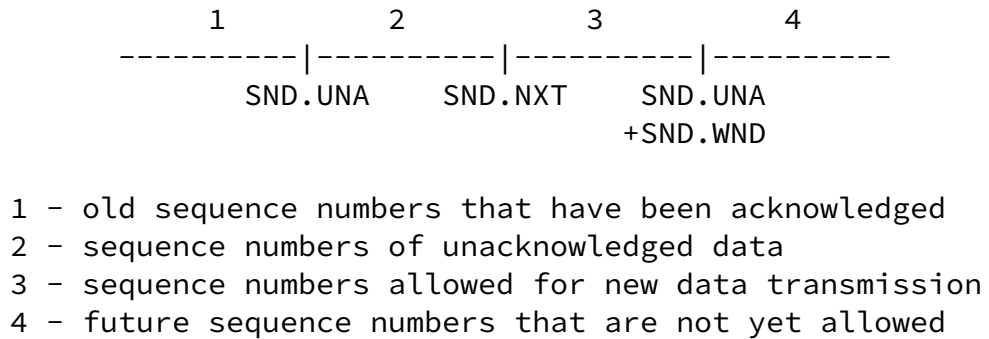 1 2 3 4
----------|----------|----------|----------
SND.UNA SND.NXT SND.UNA
+SND.WND
1 - old sequence numbers that have been acknowledged
2 - sequence numbers of unacknowledged data
3 - sequence numbers allowed for new data transmission
4 - future sequence numbers that are not yet allowed